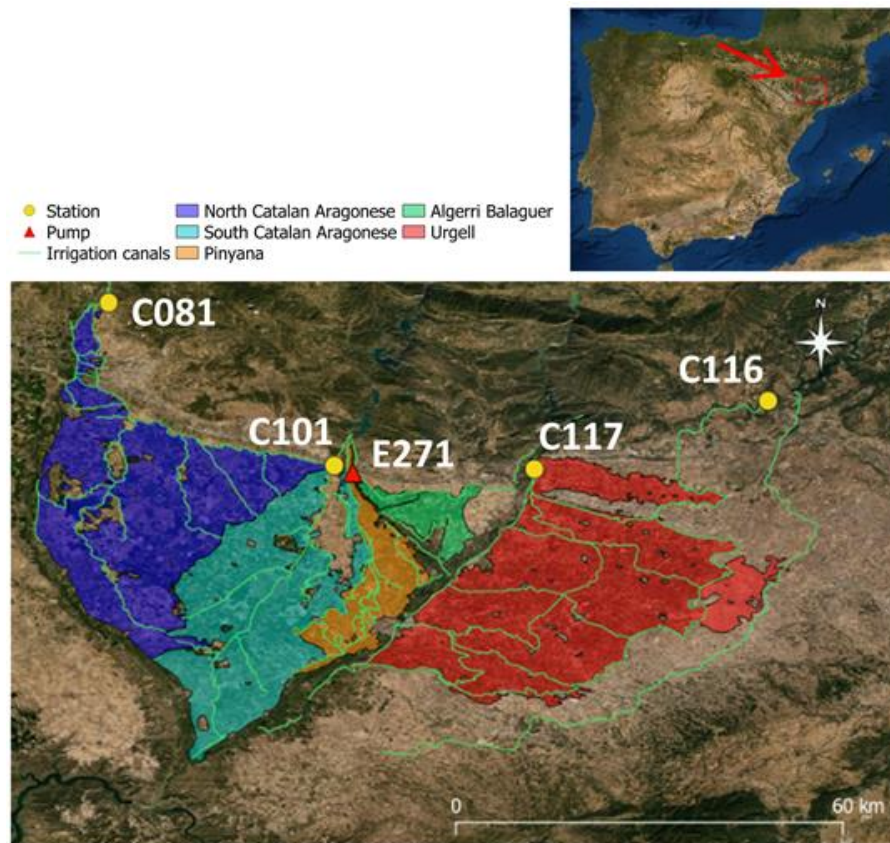 Station
North Catalan Aragonese
Algerri Balaguer
Pump
South Catalan Aragonese
Urgell
Irrigation canals
Pinyana
C081
N
C116
C101
E271
C117
0
60 km